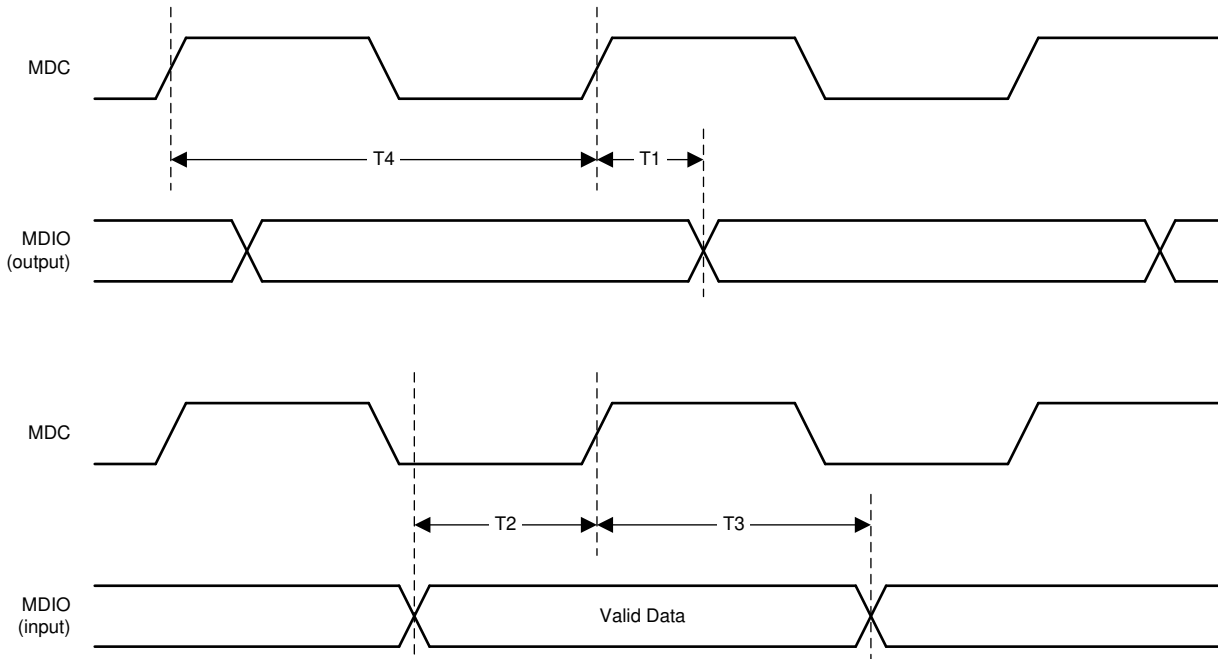 MDC
T4
T1
MDIO
(output)
MDC
T2
T3
MDIO
(input)
Valid Data